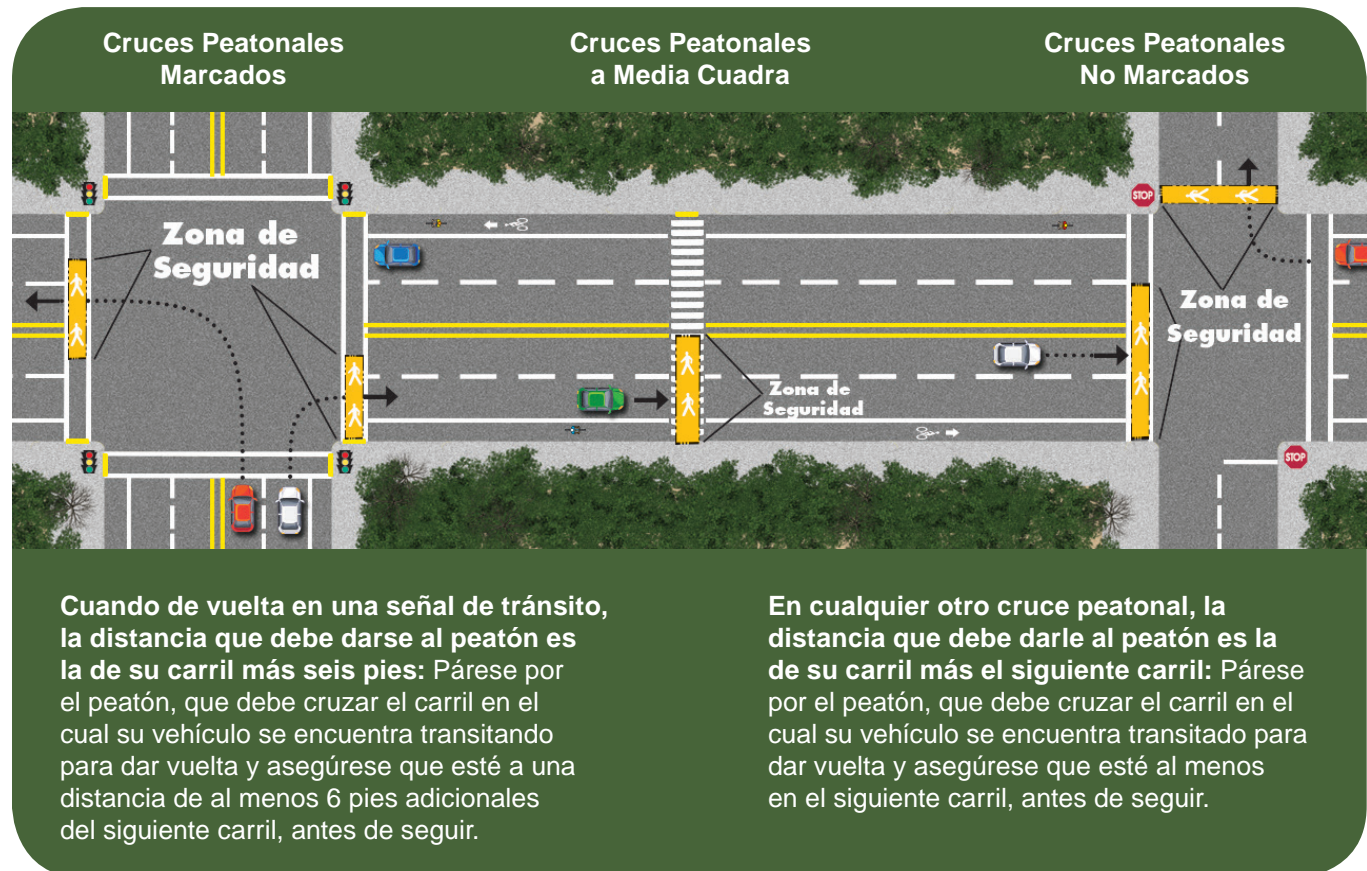 Cruces Peatonales
Marcados
Cruces Peatonales
a Media Cuadra
Cruces Peatonales
No Marcados
Zona de
Seguridad
STOP
Zona de
Seguridad
Zona de
Seguridad
STOP
Cuando de vuelta en una señal de tránsito,
la distancia que debe darse al peatón es
la de su carril más seis pies: Párese por
el peatón, que debe cruzar el carril en el
cual su vehículo se encuentra transitando
para dar vuelta y asegúrese que esté a una
distancia de al menos 6 pies adicionales
del siguiente carril, antes de seguir.
En cualquier otro cruce peatonal, la
distancia que debe darle al peatón es la
de su carril más el siguiente carril: Párese
por el peatón, que debe cruzar el carril en el
cual su vehículo se encuentra transitado para
dar vuelta y asegúrese que esté al menos
en el siguiente carril, antes de seguir.